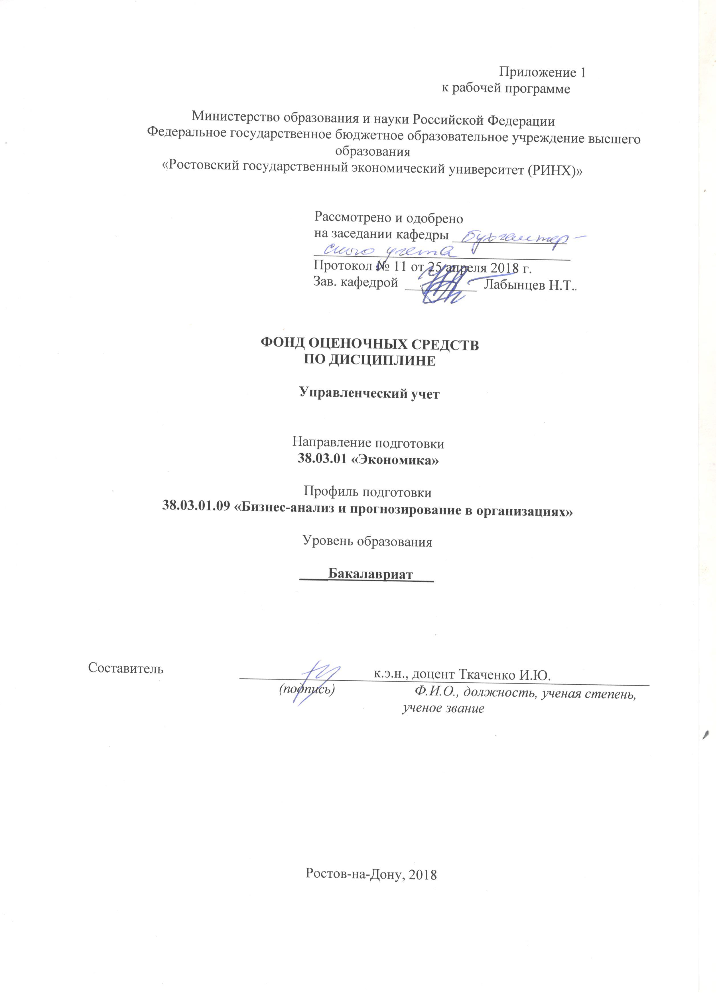 Приложение 1
к рабочей программе
Министерство образования и науки Российской Федерации
Федеральное государственное бюджетное образовательное учреждение высшего
образования
«Ростовский государственный экономический университет (РИНХ)»
Рассмотрено и одобрено
на заседании кафедры бухгалтер-
ского учета
Протокол № 11 от 25 апреля 2018 г.
Зав. кафедрой Лабынцев Н.Т..
ФОНД ОЦЕНОЧНЫХ СРЕДСТВ
ПО ДИСЦИПЛИНЕ
Управленческий учет
Направление подготовки
38.03.01 «Экономика»
Профиль подготовки
38.03.01.09 «Бизнес-анализ и прогнозирование в организациях»
Уровень образования
Бакалавриат
Составитель к.э.н., доцент Ткаченко И.Ю.
(подпись) Ф.И.О., должность, ученая степень,
ученое звание
Ростов-на-Дону, 2018